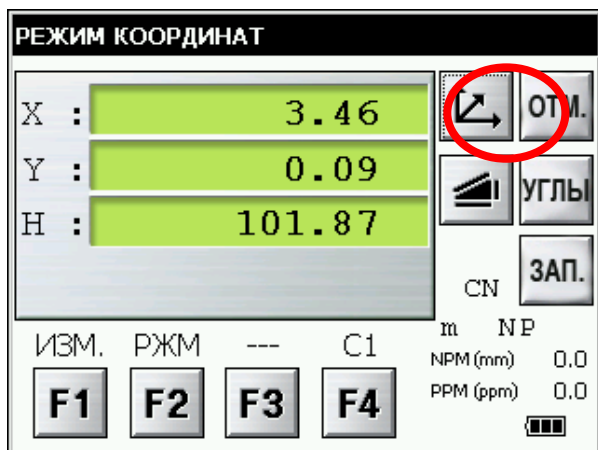 РЕЖИМ КООРДИНАТ
X : 3.46
Y : 0.09
H : 101.87
ОТМ.
УГЛЫ
ЗАП.
CN
m NP
NPM (mm) 0.0
PPM (ppm) 0.0
ИЗМ. РЖМ --- C1
F1 F2 F3 F4